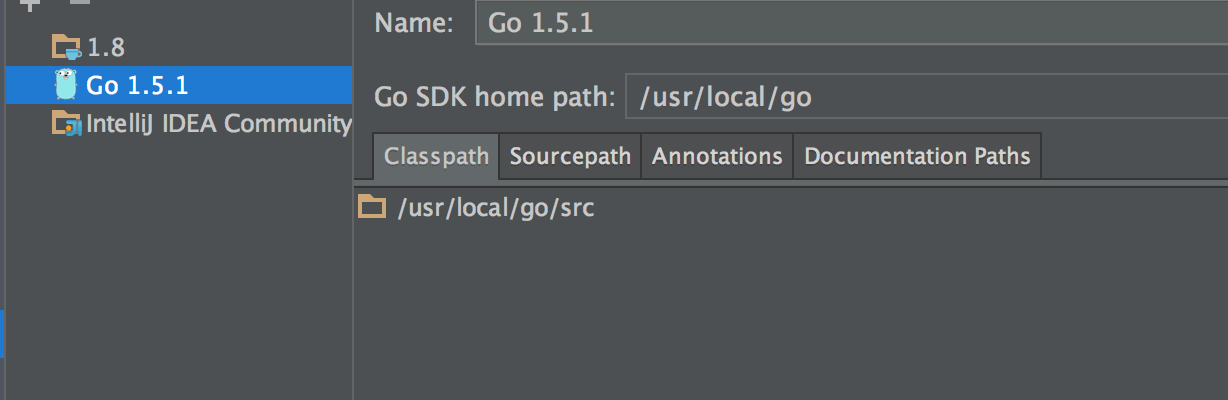 1.8
Go 1.5.1
IntelliJ IDEA Community
Name: Go 1.5.1
Go SDK home path: /usr/local/go
Classpath Sourcepath Annotations Documentation Paths
/usr/local/go/src